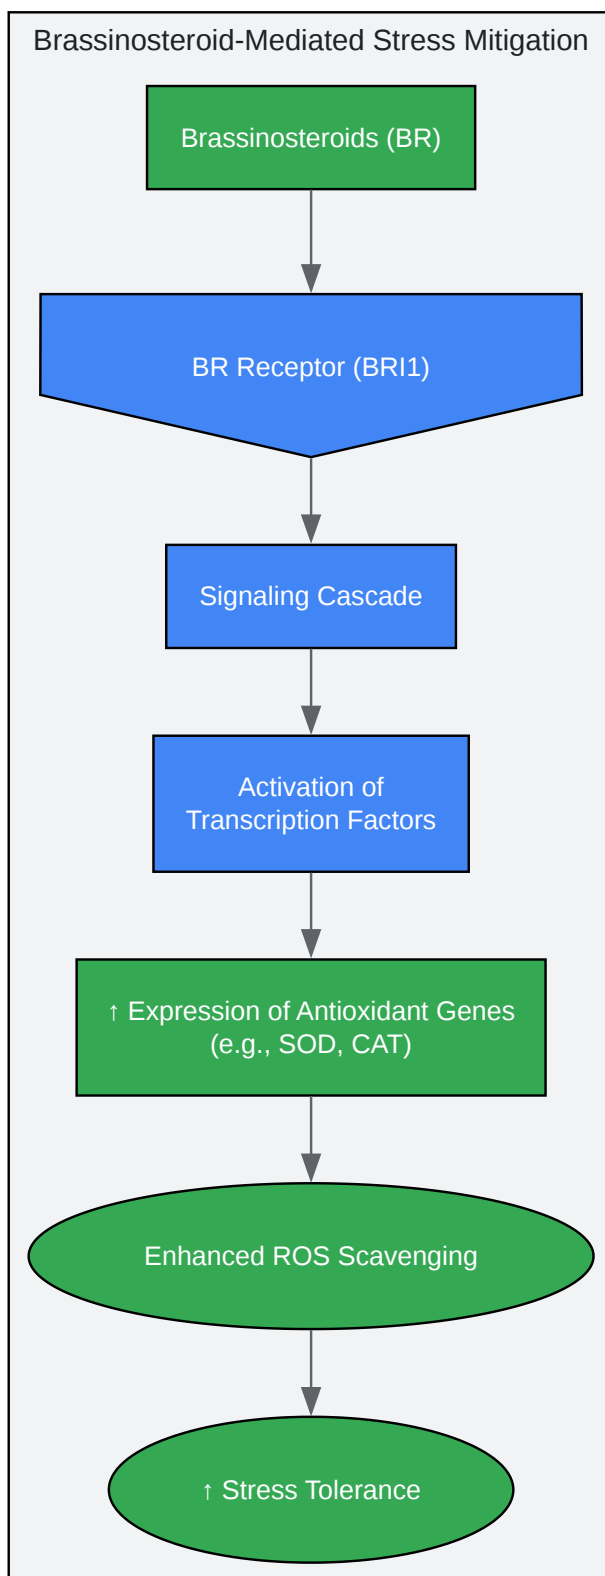 Brassinosteroid-Mediated Stress Mitigation
Brassinosteroids (BR)
BR Receptor (BRI1)
Signaling Cascade
Activation of
Transcription Factors
↑ Expression of Antioxidant Genes
(e.g., SOD, CAT)
Enhanced ROS Scavenging
↑ Stress Tolerance